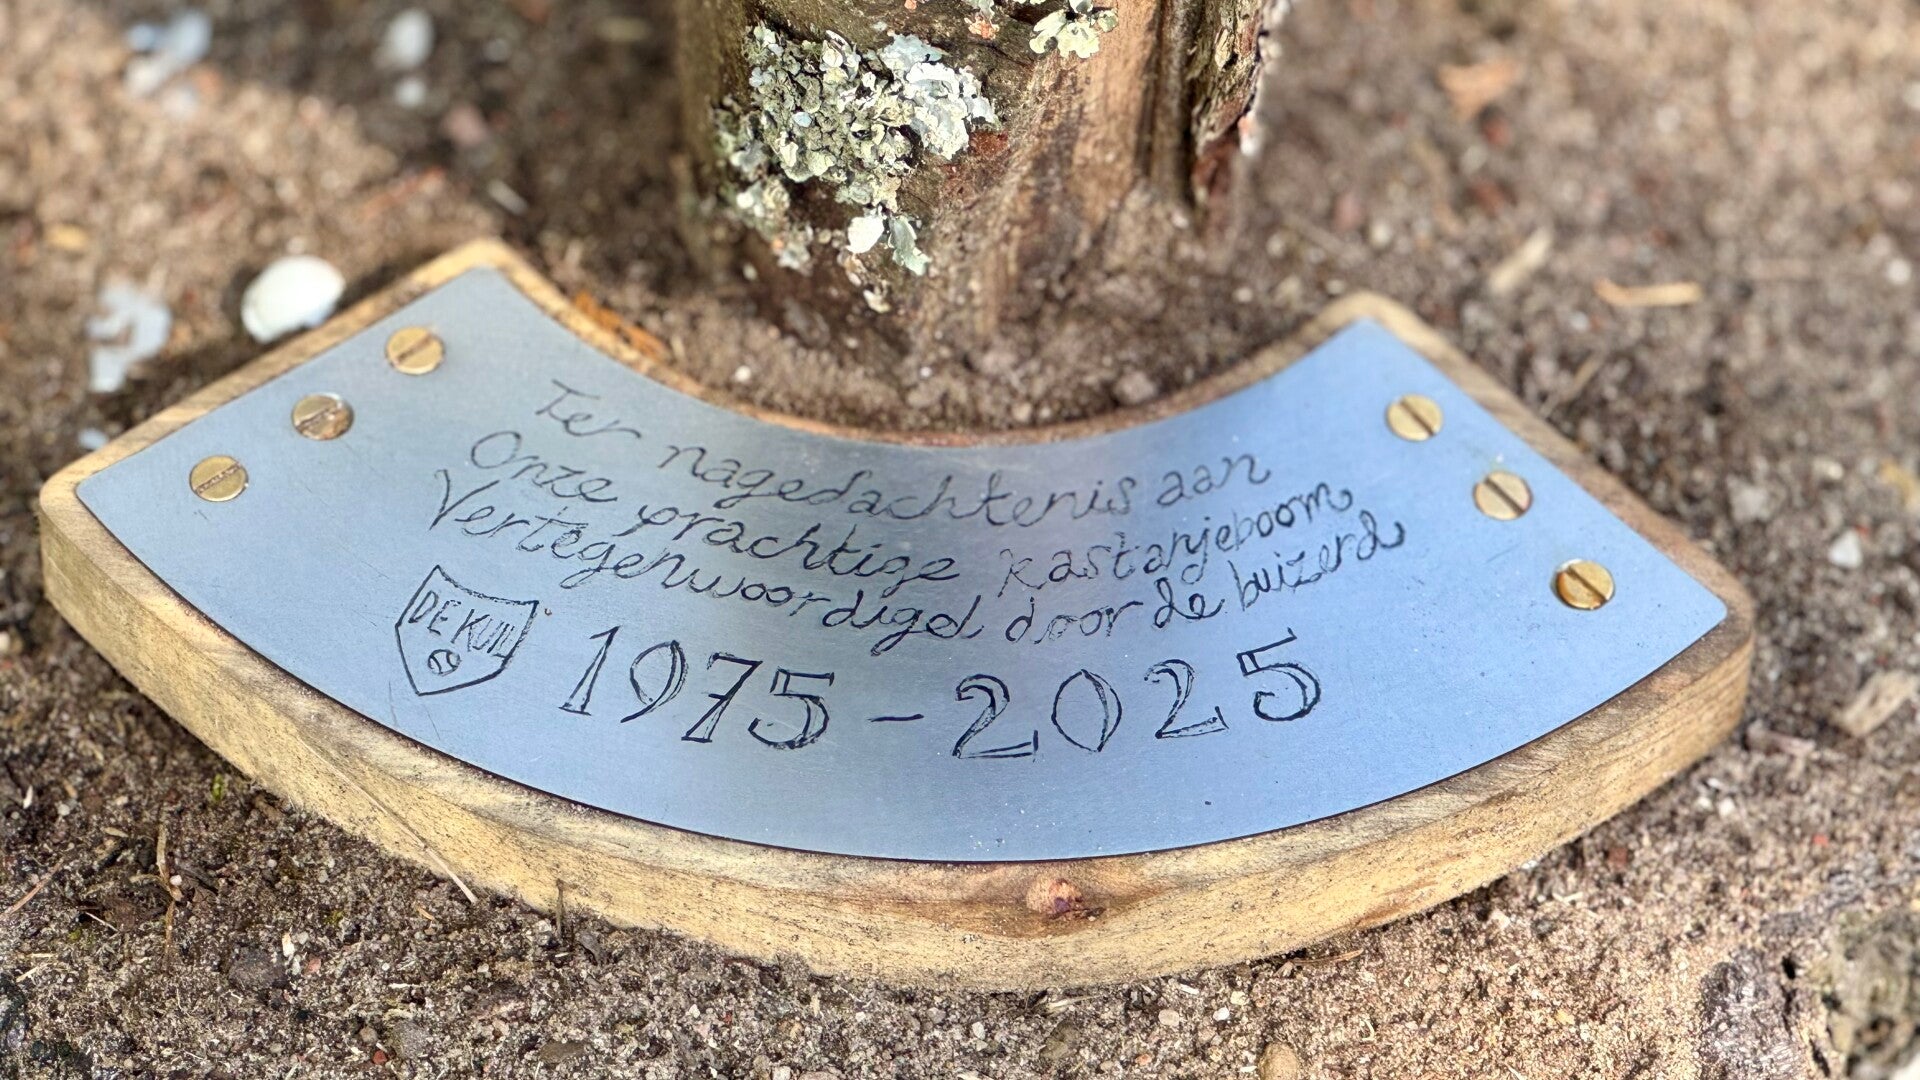 Ter nagedachtenis aan
Onze prachtige Kastanjeboom
Vertegenwoordigd door de buizerd
DE KUIL
1975 - 2025